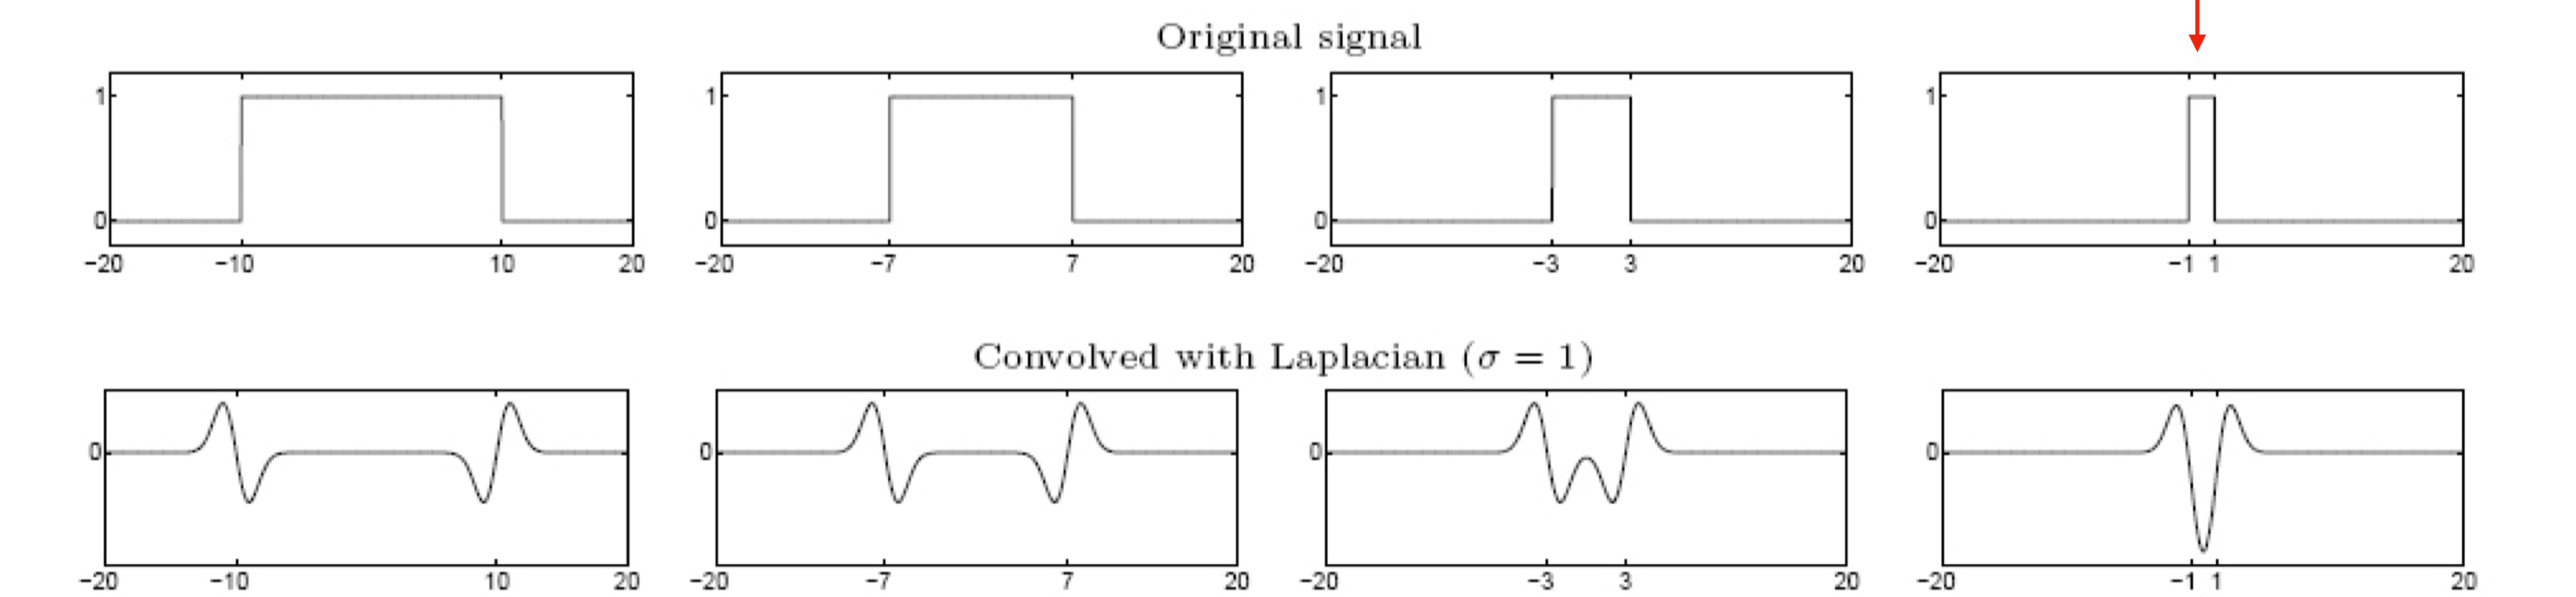 Original signal
1 1 1 1
0 0 0 0
−20 −10 10 20 −20 −7 7 20 −20 −3 3 20 −20 −1 1 20
Convolved with Laplacian (σ = 1)
0 0 0 0
−20 −10 10 20 −20 −7 7 20 −20 −3 3 20 −20 −1 1 20